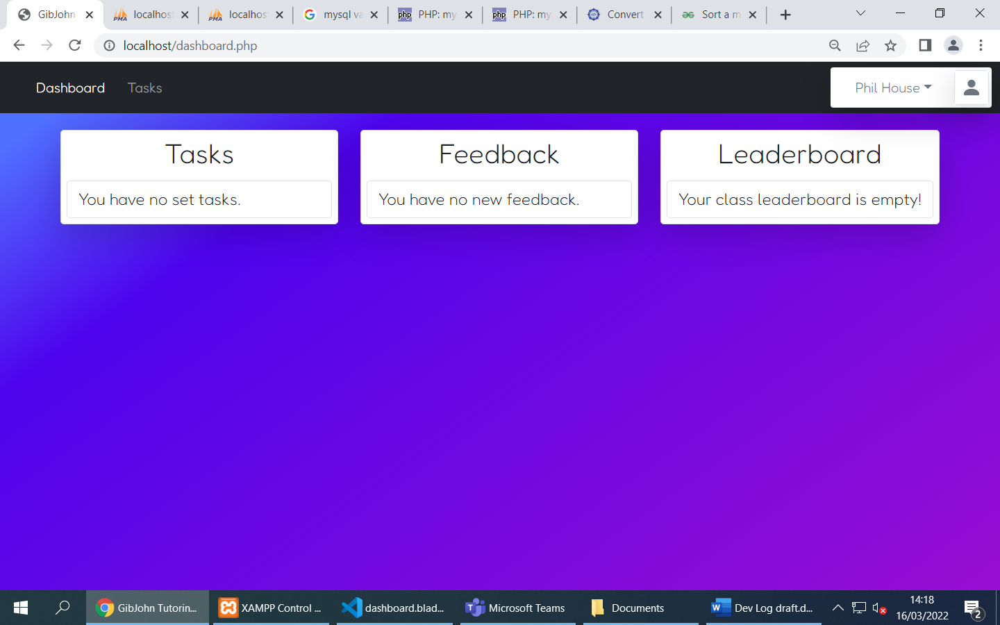 GibJohn
localhos
localhos
mysql va
PHP: my
PHP: my
Convert
Sort a m
localhost/dashboard.php
Dashboard
Tasks
Phil House
Tasks
You have no set tasks.
Feedback
You have no new feedback.
Leaderboard
Your class leaderboard is empty!
GibJohn Tutorin...
XAMPP Control ...
dashboard.blad...
Microsoft Teams
Documents
Dev Log draft.d...
14:18
16/03/2022
2